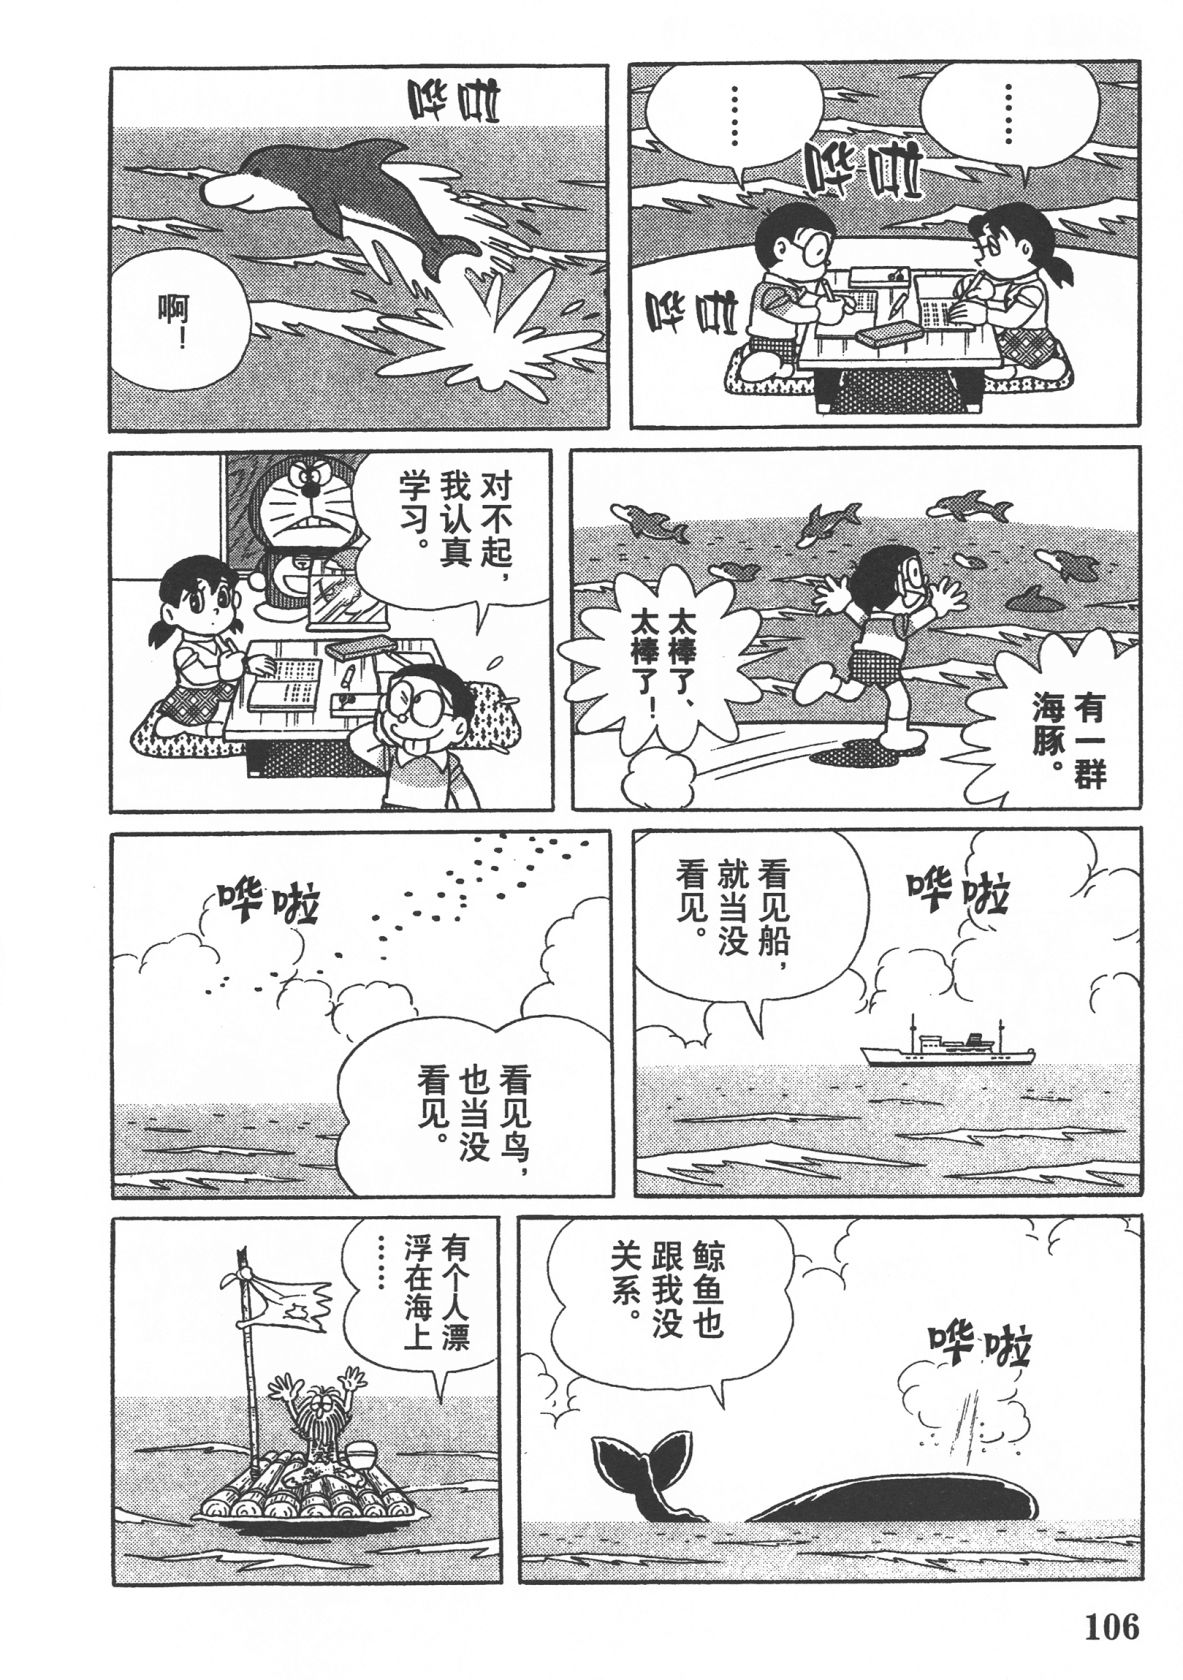 ……
……
哗啦
哗啦
哗啦
啊！
有一群
海豚。
太棒了、
太棒了！
对不起，
我认真
学习。
哗啦
看见船，
就当没
看见。
哗啦
看见鸟，
也当没
看见。
哗啦
鲸鱼也
跟我没
关系。
有个人漂
浮在海上
……
106